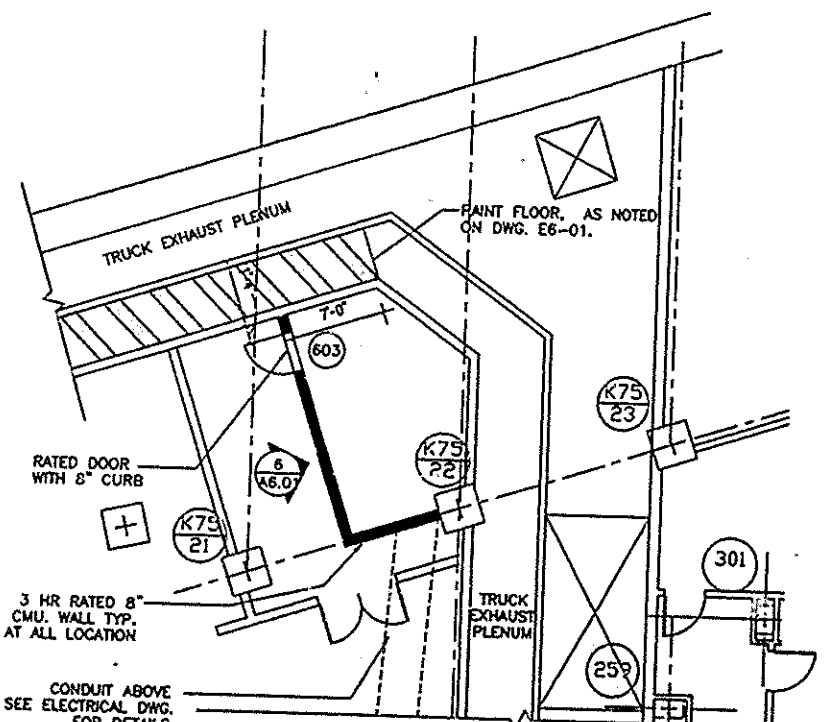 TRUCK EXHAUST PLENUM
PAINT FLOOR, AS NOTED
ON DWG. E6-01.
7'-0"
603
K75
23
RATED DOOR
WITH 8" CURB
6
A6.01
K75
22
K75
21
3 HR RATED 8"
CMU. WALL TYP.
AT ALL LOCATION
TRUCK
EXHAUST
PLENUM
301
259
CONDUIT ABOVE
SEE ELECTRICAL DWG.
FOR DETAILS